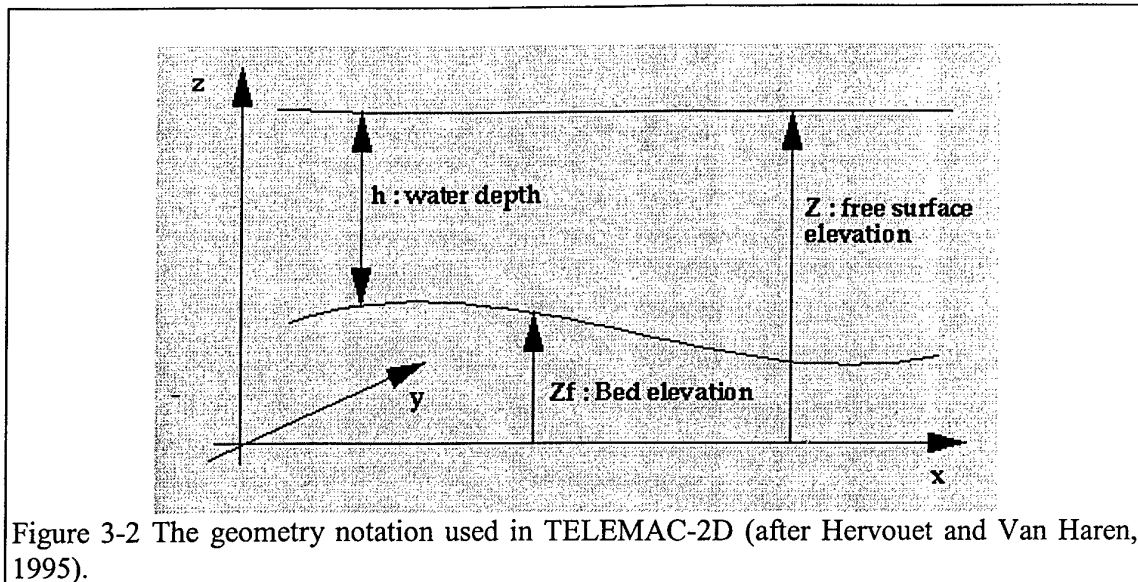 z
h : water depth
Z : free surface
elevation
Zf : Bed elevation
y
x
Figure 3-2 The geometry notation used in TELEMAC-2D (after Hervouet and Van Haren,
1995).